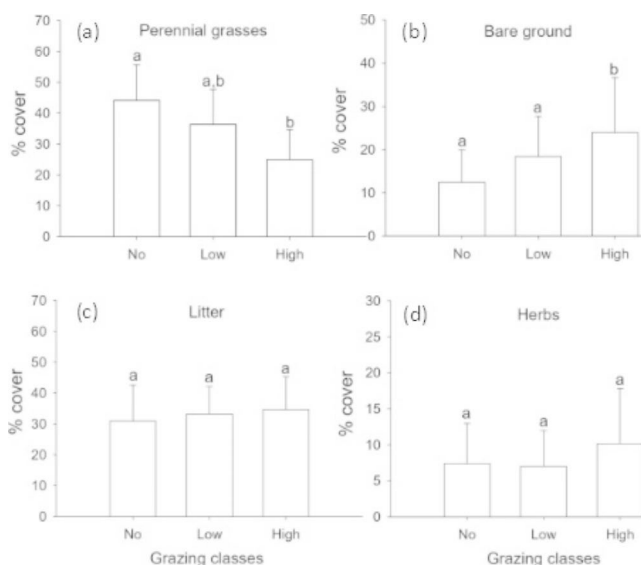 (a) Perennial grasses
% cover
70
60
50
40
30
20
10
0
a
a,b
b
No Low High
(b) Bare ground
% cover
50
40
30
20
10
0
a
a
b
No Low High
(c) Litter
% cover
70
60
50
40
30
20
10
0
a
a
a
No Low High
Grazing classes
(d) Herbs
% cover
30
25
20
15
10
5
0
a
a
a
No Low High
Grazing classes